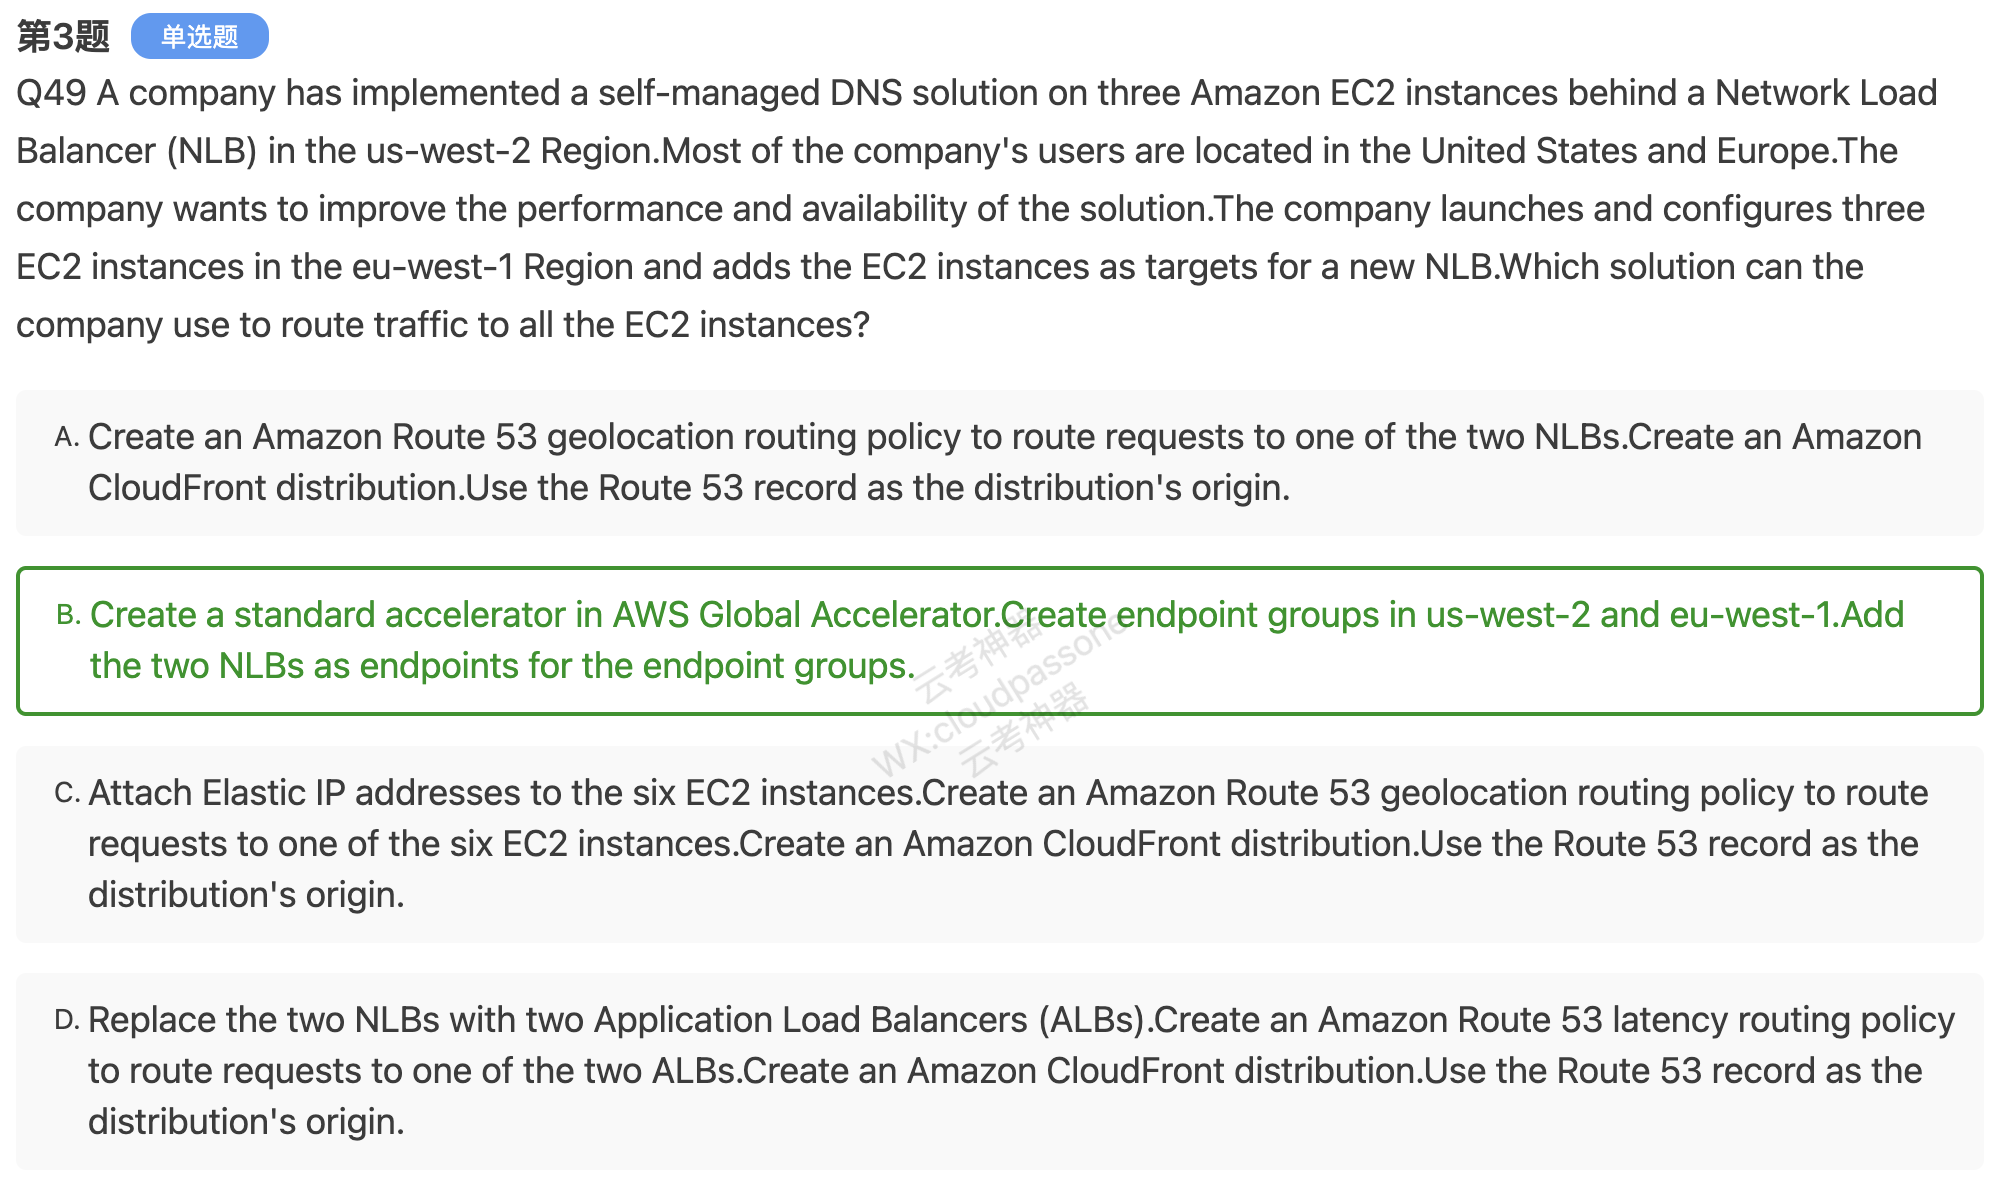 第3题 单选题
Q49 A company has implemented a self-managed DNS solution on three Amazon EC2 instances behind a Network Load
Balancer (NLB) in the us-west-2 Region.Most of the company's users are located in the United States and Europe.The
company wants to improve the performance and availability of the solution.The company launches and configures three
EC2 instances in the eu-west-1 Region and adds the EC2 instances as targets for a new NLB.Which solution can the
company use to route traffic to all the EC2 instances?
A. Create an Amazon Route 53 geolocation routing policy to route requests to one of the two NLBs.Create an Amazon
CloudFront distribution.Use the Route 53 record as the distribution's origin.
B. Create a standard accelerator in AWS Global Accelerator.Create endpoint groups in us-west-2 and eu-west-1.Add
the two NLBs as endpoints for the endpoint groups.
云考神器
WX:cloudpassone
云考神器
C. Attach Elastic IP addresses to the six EC2 instances.Create an Amazon Route 53 geolocation routing policy to route
requests to one of the six EC2 instances.Create an Amazon CloudFront distribution.Use the Route 53 record as the
distribution's origin.
D. Replace the two NLBs with two Application Load Balancers (ALBs).Create an Amazon Route 53 latency routing policy
to route requests to one of the two ALBs.Create an Amazon CloudFront distribution.Use the Route 53 record as the
distribution's origin.